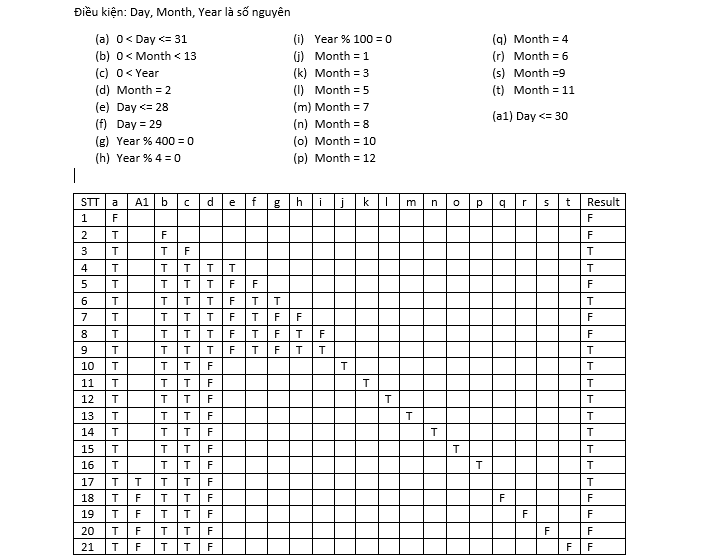 Điều kiện: Day, Month, Year là số nguyên
(a) 0 < Day <= 31
(b) 0 < Month < 13
(c) 0 < Year
(d) Month = 2
(e) Day <= 28
(f) Day = 29
(g) Year % 400 = 0
(h) Year % 4 = 0
(i) Year % 100 = 0
(j) Month = 1
(k) Month = 3
(l) Month = 5
(m) Month = 7
(n) Month = 8
(o) Month = 10
(p) Month = 12
(q) Month = 4
(r) Month = 6
(s) Month =9
(t) Month = 11
(a1) Day <= 30
STT a A1 b c d e f g h i j k l m n o p q r s t Result
1 F F
2 T F F
3 T T F T
4 T T T T T T
5 T T T T F F F
6 T T T T F T T T
7 T T T T F T F F F
8 T T T T F T F T F F
9 T T T T F T F T T T
10 T T T F T T
11 T T T F T T
12 T T T F T T
13 T T T F T T
14 T T T F T T
15 T T T F T T
16 T T T F T T
17 T T T T F T
18 T F T T F F F
19 T F T T F F F
20 T F T T F F F
21 T F T T F F F